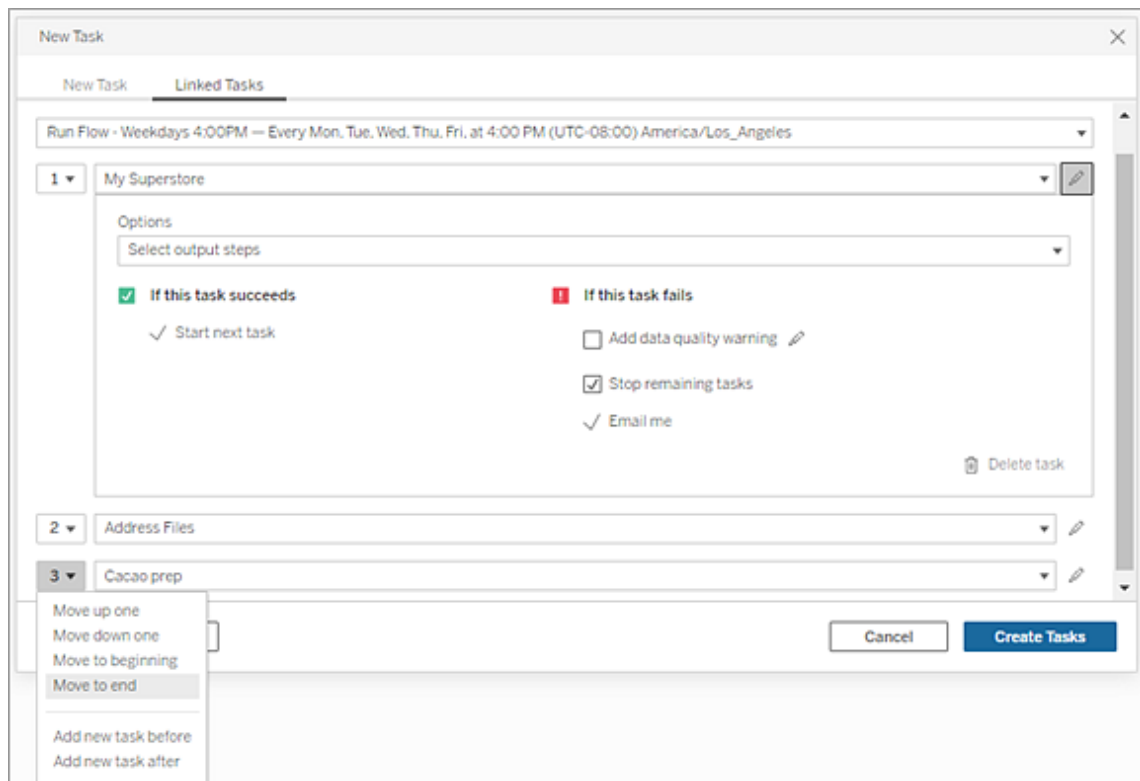 New Task
New Task
Linked Tasks
Run Flow - Weekdays 4:00PM — Every Mon, Tue, Wed, Thu, Fri, at 4:00 PM (UTC-08:00) America/Los_Angeles
1
My Superstore
Options
Select output steps
If this task succeeds
! If this task fails
Start next task
Add data quality warning
Stop remaining tasks
Email me
Delete task
2
Address Files
3
Cacao prep
Move up one
Move down one
Move to beginning
Move to end
Add new task before
Add new task after
Cancel
Create Tasks